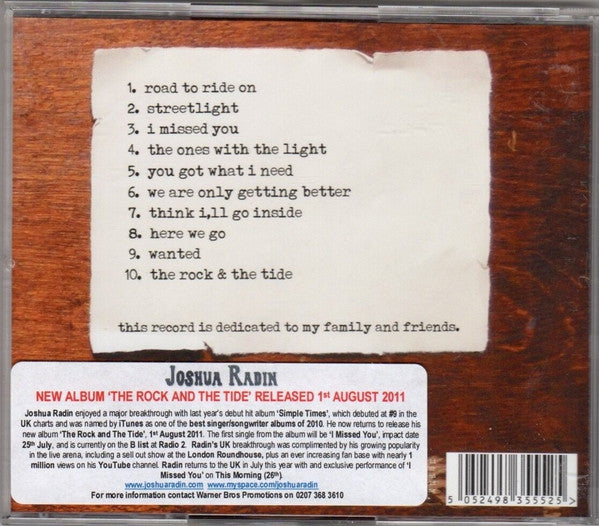 1. road to ride on
2. streetlight
3. i missed you
4. the ones with the light
5. you got what i need
6. we are only getting better
7. think i,ll go inside
8. here we go
9. wanted
10. the rock & the tide
this record is dedicated to my family and friends.
JOSHUA RADIN
NEW ALBUM 'THE ROCK AND THE TIDE' RELEASED 1st AUGUST 2011
Joshua Radin enjoyed a major breakthrough with last year's debut hit album 'Simple Times', which debuted at #9 in the
UK charts and was named by iTunes as one of the best singer/songwriter albums of 2010. He now returns to release his
new album 'The Rock and The Tide', 1st August 2011. The first single from the album will be 'I Missed You', impact date
25th July, and is currently on the B list at Radio 2. Radin's UK breakthrough was complimented by his growing popularity
in the live arena, including a sell out show at the London Roundhouse, plus an ever increasing fan base with nearly 1
million views on his YouTube channel. Radin returns to the UK in July this year with and exclusive performance of 'I
Missed You' on This Morning (26th).
www.joshuaradin.com www.myspace.com/joshuaradin
For more information contact Warner Bros Promotions on 0207 368 3610
5 052498 355525 >